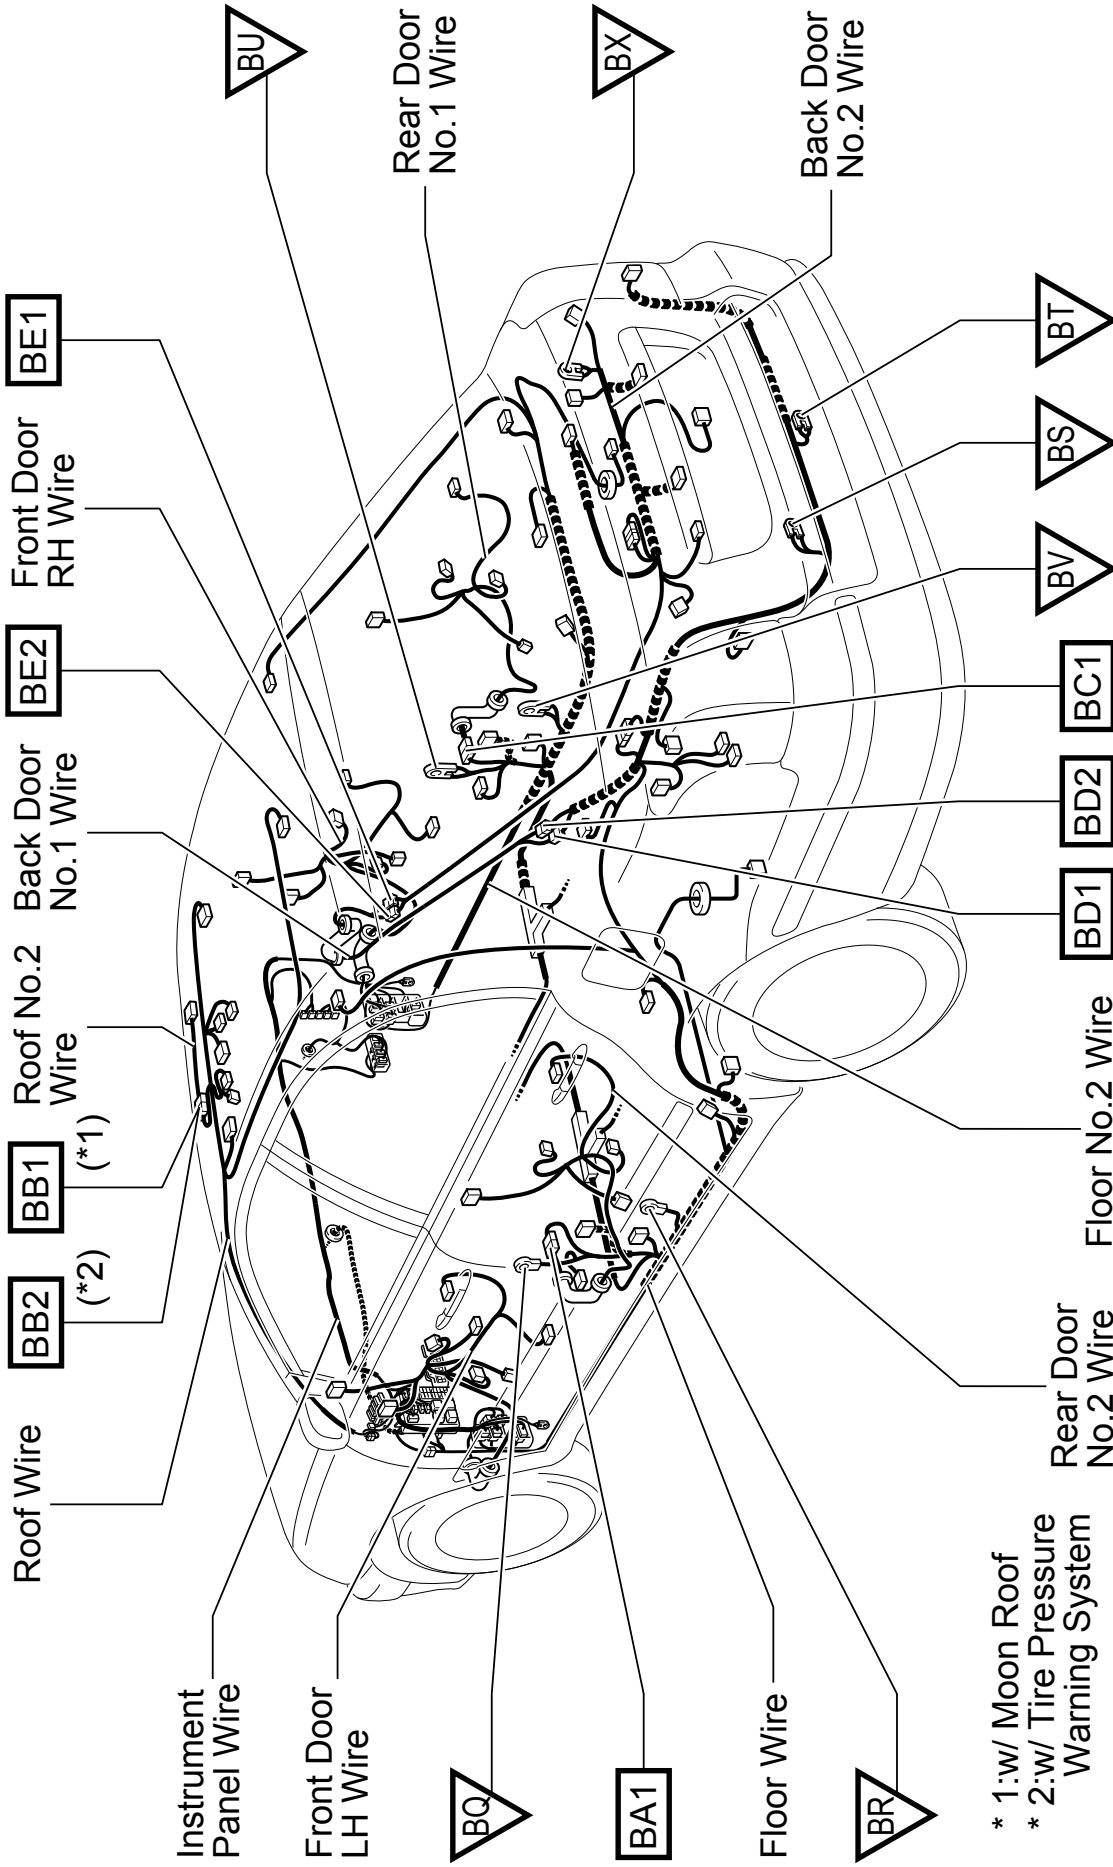 Roof Wire
BB2
(*2)
BB1
(*1)
Roof No.2
Wire
Back Door
No.1 Wire
BE2
Front Door
RH Wire
BE1
Instrument
Panel Wire
Front Door
LH Wire
BQ
BA1
Floor Wire
BR
BU
Rear Door
No.1 Wire
BX
Back Door
No.2 Wire
Rear Door
No.2 Wire
Floor No.2 Wire
BD1
BD2
BC1
BV
BS
BT
* 1:w/ Moon Roof
* 2:w/ Tire Pressure
Warning System